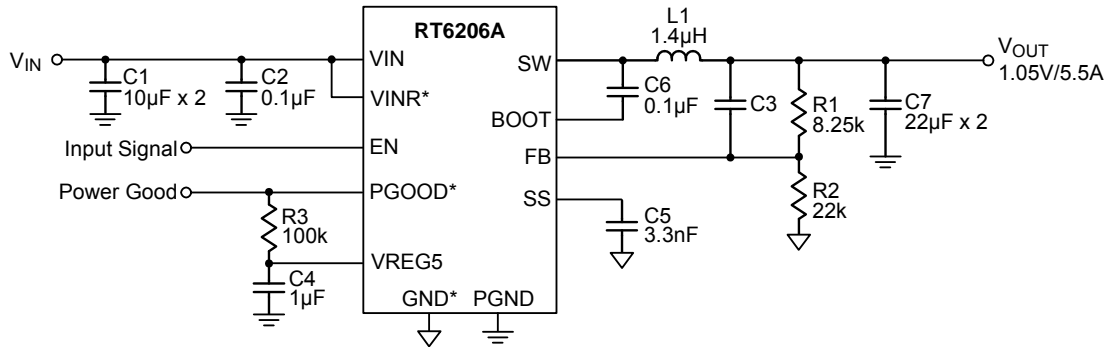 RT6206A
V_IN
C1
10µF x 2
C2
0.1µF
VIN
VINR*
SW
L1
1.4µH
V_OUT
1.05V/5.5A
C6
0.1µF
C3
R1
8.25k
C7
22µF x 2
BOOT
Input Signal
EN
FB
Power Good
PGOOD*
SS
R2
22k
R3
100k
C5
3.3nF
VREG5
C4
1µF
GND*
PGND